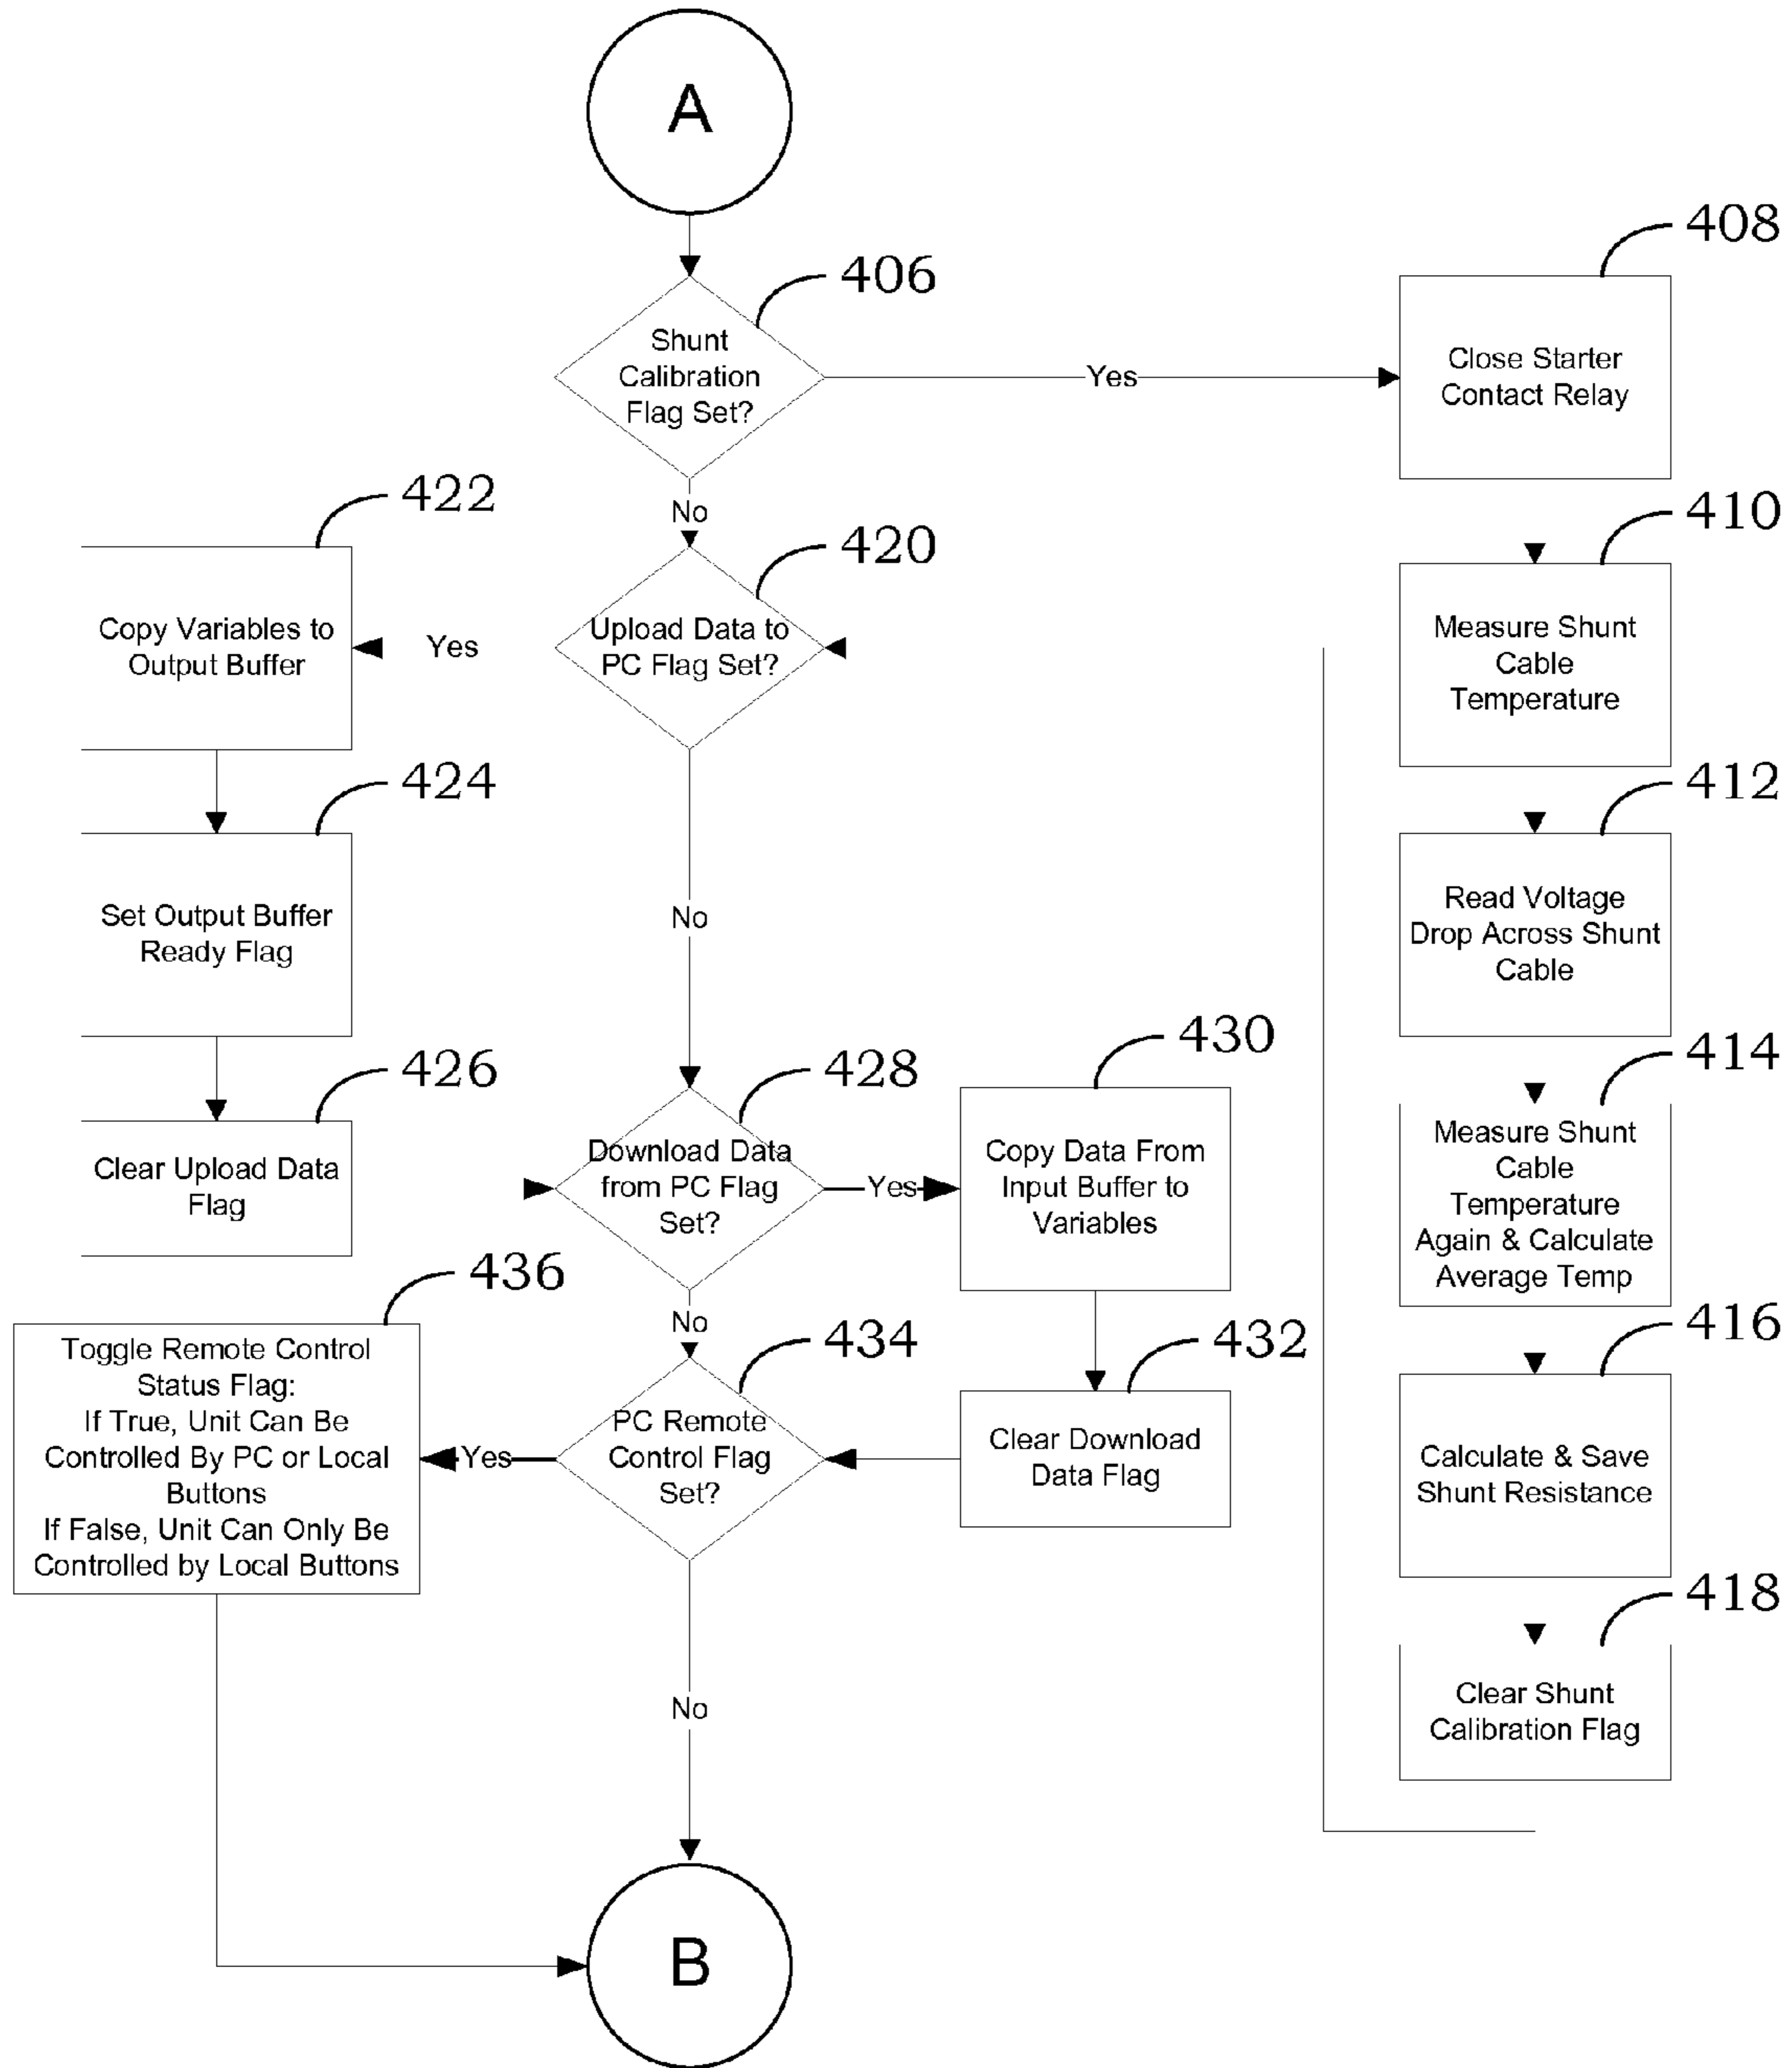 A
406
Shunt
Calibration
Flag Set?
Yes
408
Close Starter
Contact Relay
No
422
Copy Variables to
Output Buffer
Yes
420
Upload Data to
PC Flag Set?
410
Measure Shunt
Cable
Temperature
424
Set Output Buffer
Ready Flag
No
412
Read Voltage
Drop Across Shunt
Cable
426
Clear Upload Data
Flag
428
Download Data
from PC Flag
Set?
Yes
430
Copy Data From
Input Buffer to
Variables
414
Measure Shunt
Cable
Temperature
Again & Calculate
Average Temp
No
436
Toggle Remote Control
Status Flag:
If True, Unit Can Be
Controlled By PC or Local
Buttons
If False, Unit Can Only Be
Controlled by Local Buttons
Yes
434
PC Remote
Control Flag
Set?
432
Clear Download
Data Flag
416
Calculate & Save
Shunt Resistance
No
418
Clear Shunt
Calibration Flag
B